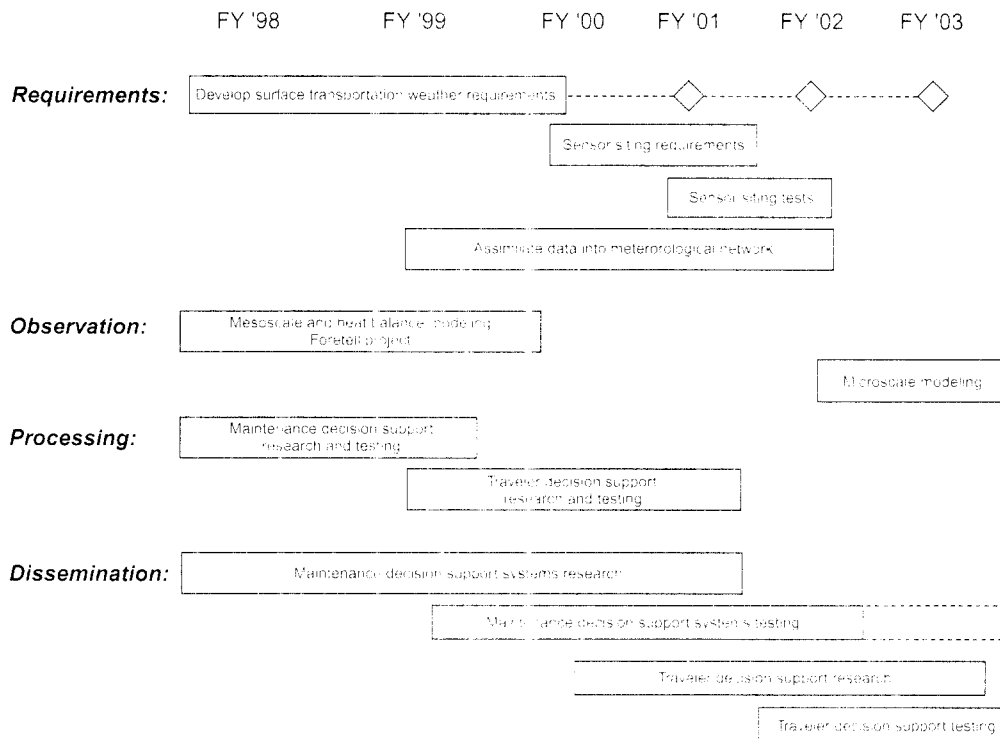 FY '98 FY '99 FY '00 FY '01 FY '02 FY '03
Requirements: Develop surface transportation weather requirements
Sensor siting requirements
Sensor siting tests
Assimilate data into meterorological network
Observation: Mesoscale and heat balance modeling
Foretell project
Microscale modeling
Processing: Maintenance decision support
research and testing
Traveler decision support
research and testing
Dissemination: Maintenance decision support systems research
Maintenance decision support systems testing
Traveler decision support research
Traveler decision support testing